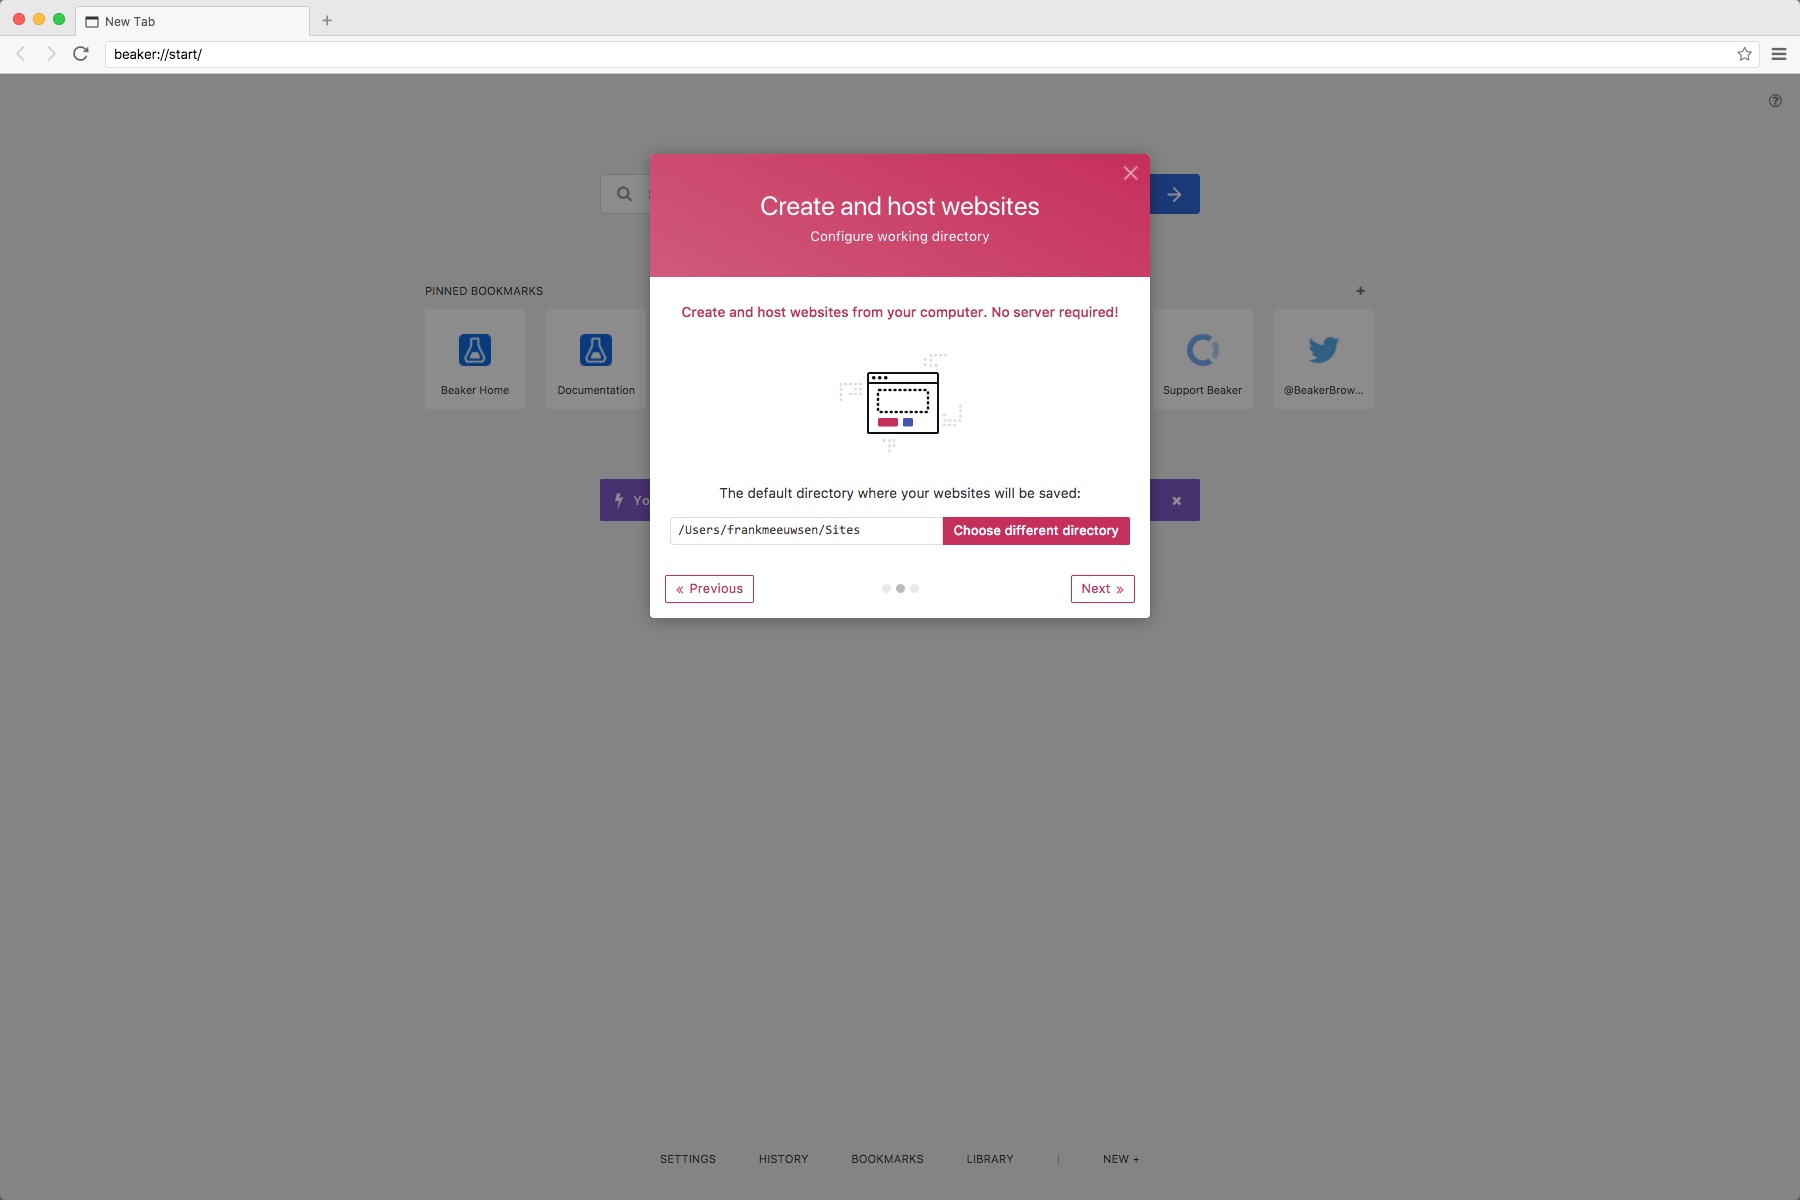 New Tab
beaker://start/
Create and host websites
Configure working directory
PINNED BOOKMARKS
Create and host websites from your computer. No server required!
Beaker Home
Documentation
Support Beaker
@BeakerBrow...
The default directory where your websites will be saved:
/Users/frankmeeuwsen/Sites
Choose different directory
« Previous
Next »
SETTINGS
HISTORY
BOOKMARKS
LIBRARY
|
NEW +